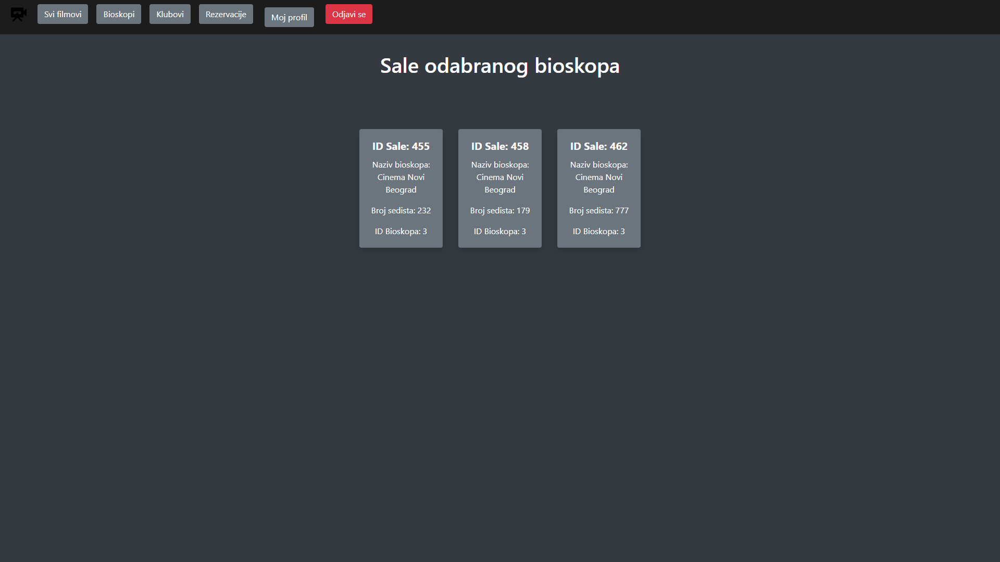 Svi filmovi Bioskopi Klubovi Rezervacije Moj profil Odjavi se
Sale odabranog bioskopa
ID Sale: 455
Naziv bioskopa:
Cinema Novi
Beograd
Broj sedista: 232
ID Bioskopa: 3
ID Sale: 458
Naziv bioskopa:
Cinema Novi
Beograd
Broj sedista: 179
ID Bioskopa: 3
ID Sale: 462
Naziv bioskopa:
Cinema Novi
Beograd
Broj sedista: 777
ID Bioskopa: 3